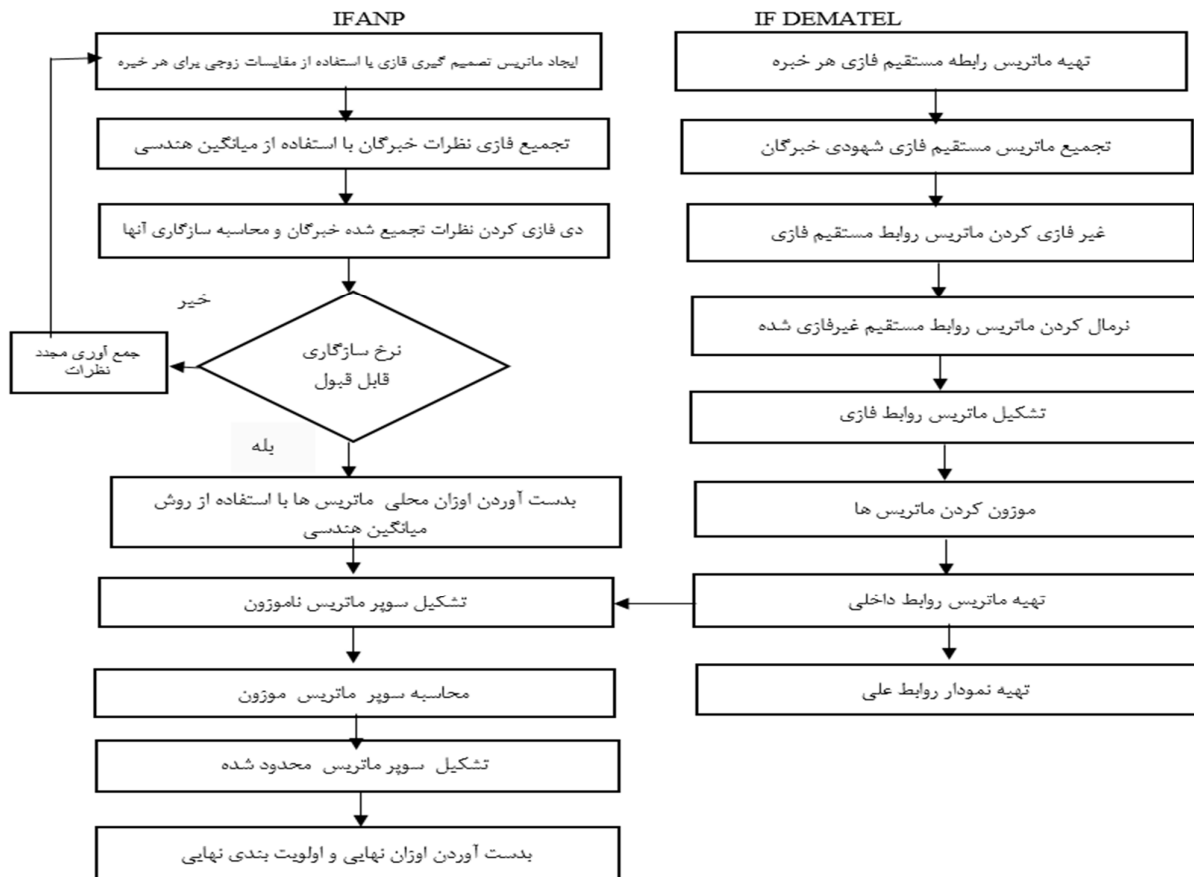 IFANP
ایجاد ماتریس تصمیم گیری فازی با استفاده از مقایسات زوجی برای هر خبره
تجمیع فازی نظرات خبرگان با استفاده از میانگین هندسی
دی فازی کردن نظرات تجمیع شده خبرگان و محاسبه سازگاری آنها
خیر
نرخ سازگاری
قابل قبول
جمع آوری مجدد
نظرات
بله
بدست آوردن اوزان محلی ماتریس ها با استفاده از روش
میانگین هندسی
تشکیل سوپر ماتریس ناموزون
محاسبه سوپر ماتریس موزون
تشکیل سوپر ماتریس محدود شده
بدست آوردن اوزان نهایی و اولویت بندی نهایی
IF DEMATEL
تهیه ماتریس رابطه مستقیم فازی هر خبره
تجمیع ماتریس مستقیم فازی شهودی خبرگان
غیر فازی کردن ماتریس روابط مستقیم فازی
نرمال کردن ماتریس روابط مستقیم غیرفازی شده
تشکیل ماتریس روابط فازی
موزون کردن ماتریس ها
تهیه ماتریس روابط داخلی
تهیه نمودار روابط علی